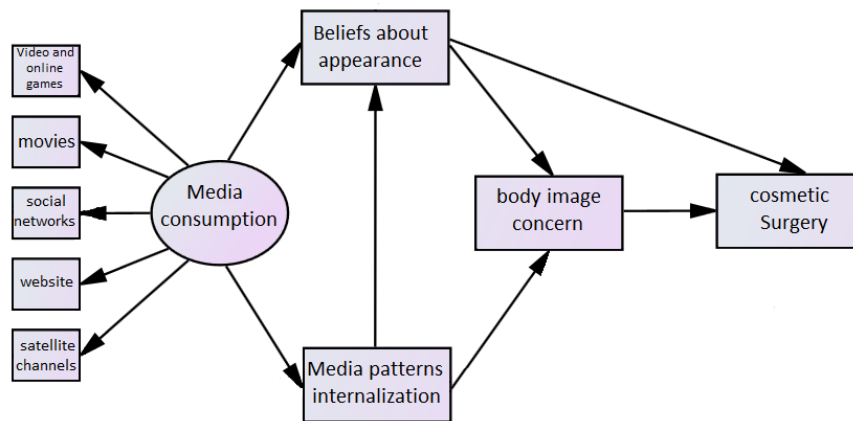 Video and
online
games
movies
social
networks
website
satellite
channels
Media
consumption
Beliefs about
appearance
Media patterns
internalization
body image
concern
cosmetic
Surgery